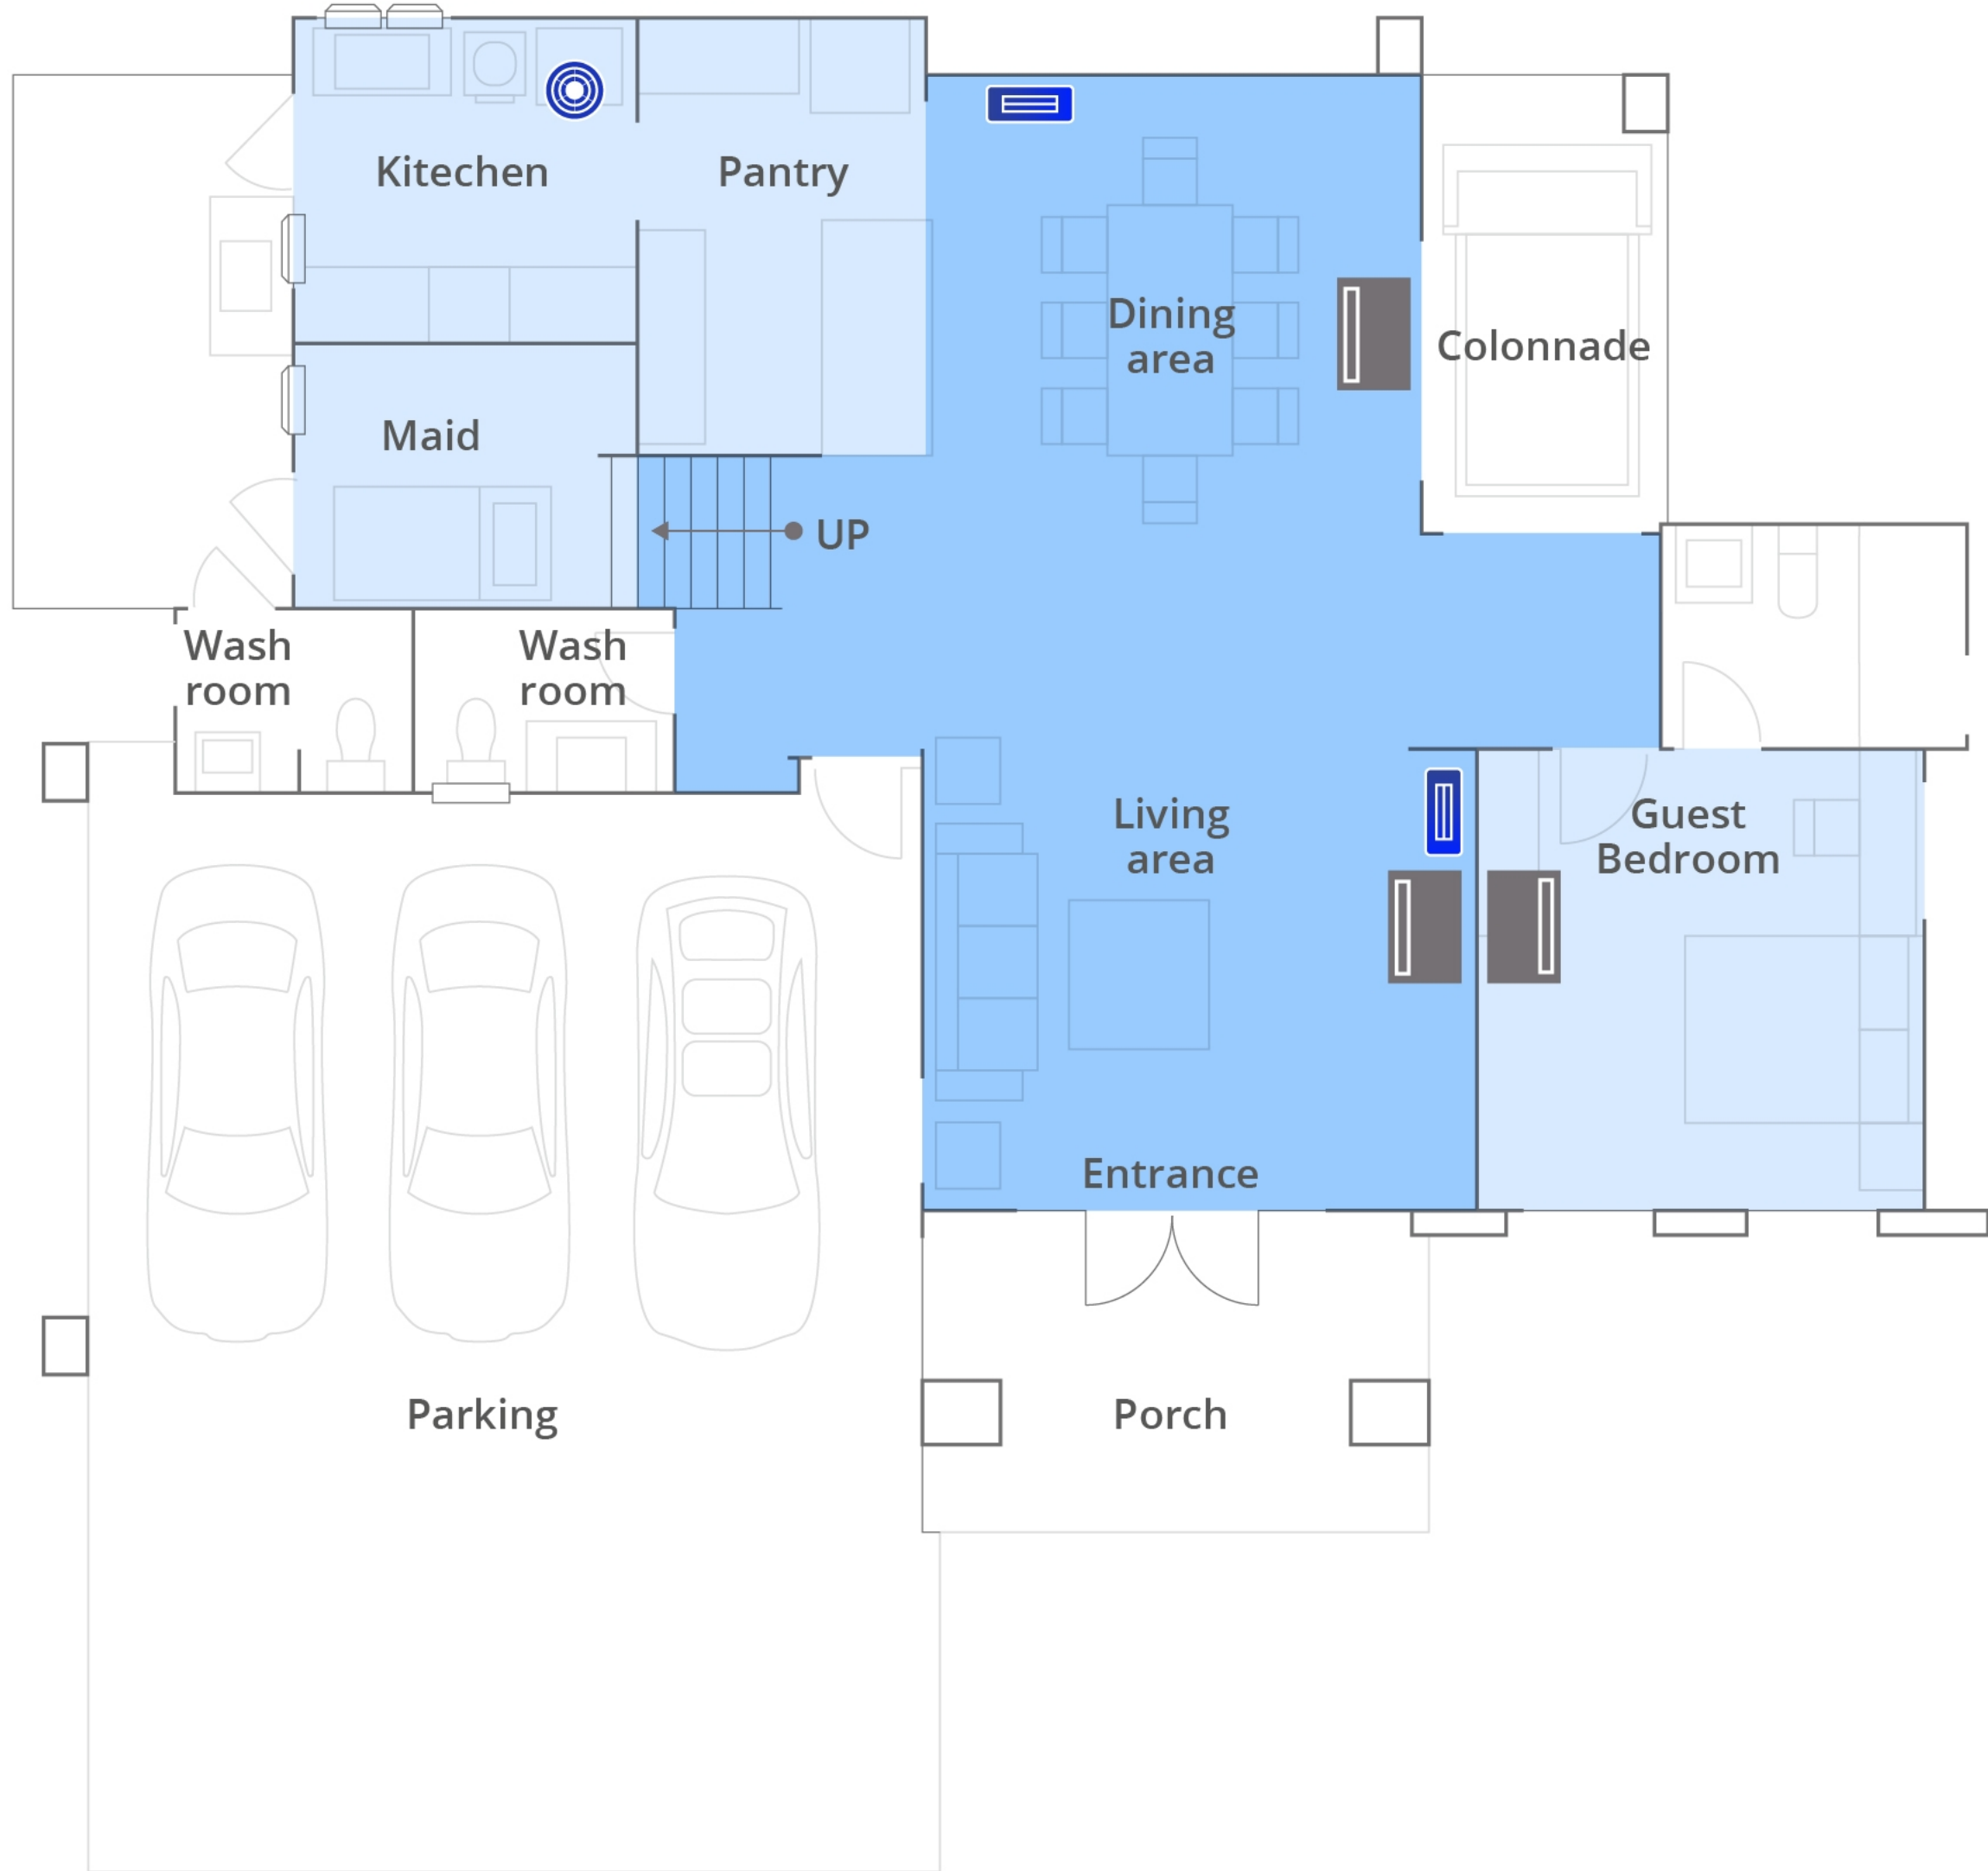 Kitechen
Pantry
Dining
area
Colonnade
Maid
UP
Wash
room
Wash
room
Living
area
Guest
Bedroom
Entrance
Parking
Porch